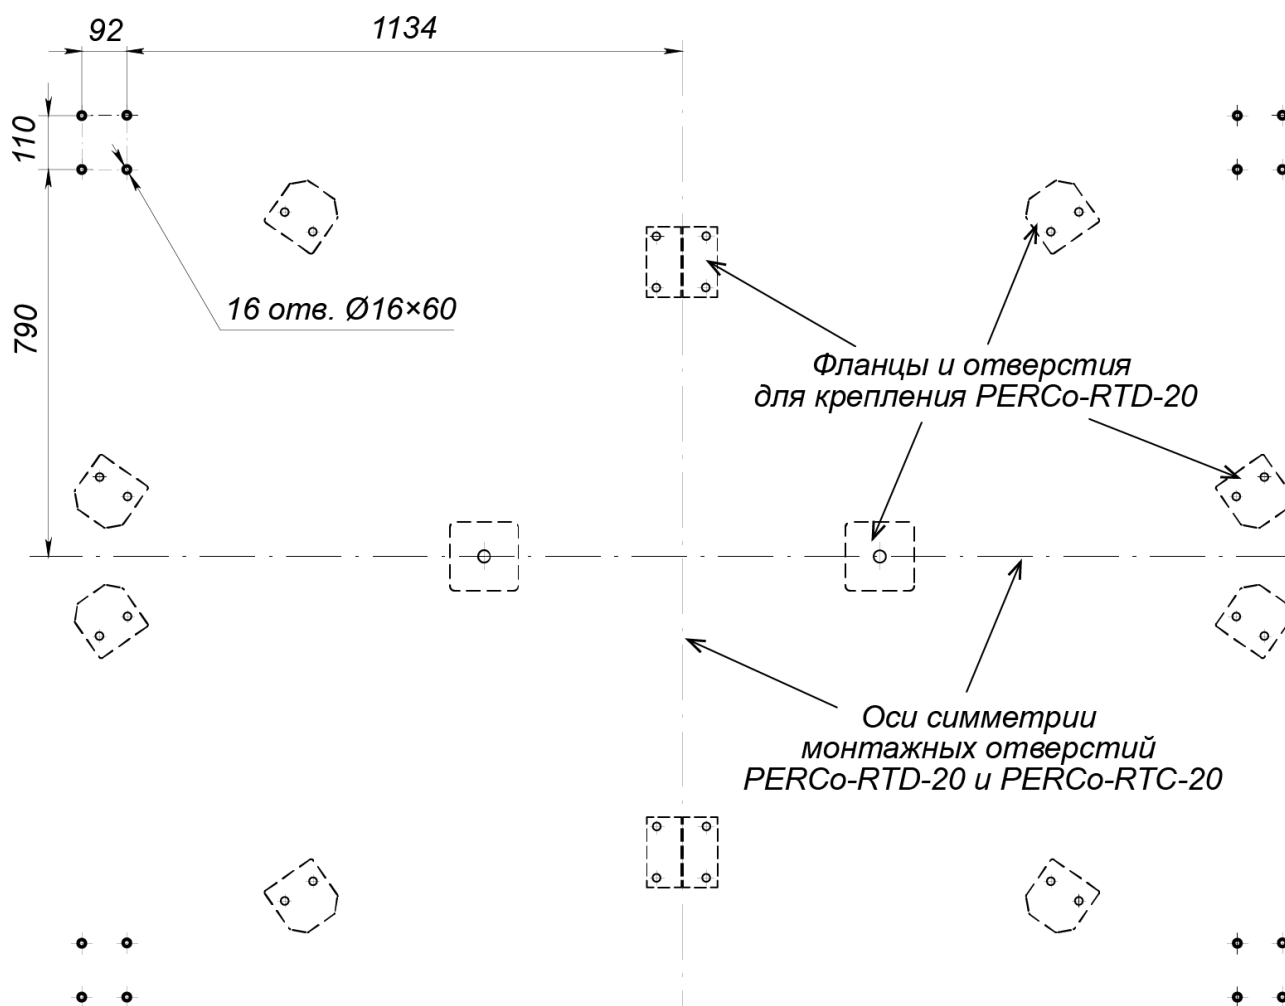 92
1134
110
790
16 отв. Ø16×60
Фланцы и отверстия
для крепления PERCo-RTD-20
Оси симметрии
монтажных отверстий
PERCo-RTD-20 и PERCo-RTC-20